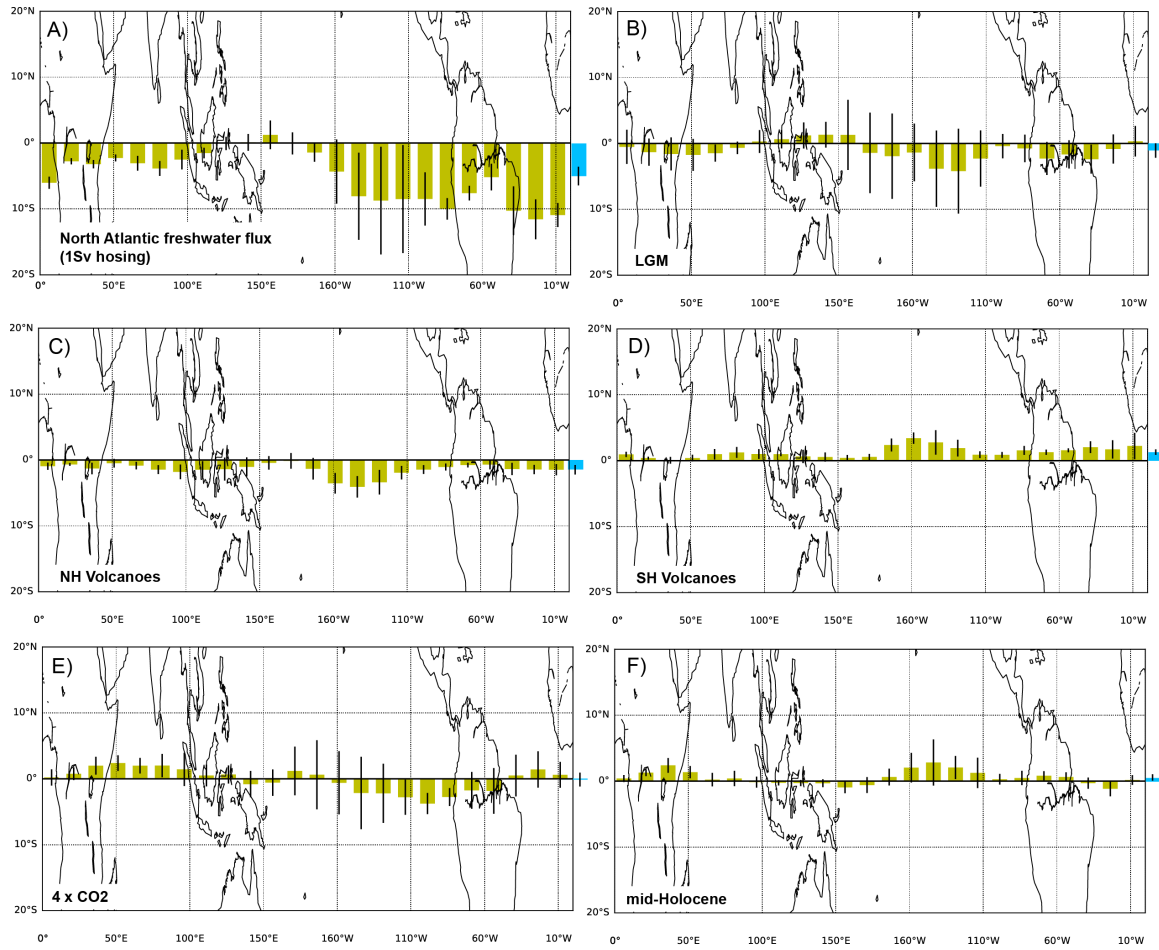 A)
20°N
10°N
0°
10°S
20°S
North Atlantic freshwater flux
(1Sv hosing)
0° 50°E 100°E 150°E 160°W 110°W 60°W 10°W
B)
20°N
10°N
0°
10°S
20°S
LGM
0° 50°E 100°E 150°E 160°W 110°W 60°W 10°W
C)
20°N
10°N
0°
10°S
20°S
NH Volcanoes
0° 50°E 100°E 150°E 160°W 110°W 60°W 10°W
D)
20°N
10°N
0°
10°S
20°S
SH Volcanoes
0° 50°E 100°E 150°E 160°W 110°W 60°W 10°W
E)
20°N
10°N
0°
10°S
20°S
4 x CO2
0° 50°E 100°E 150°E 160°W 110°W 60°W 10°W
F)
20°N
10°N
0°
10°S
20°S
mid-Holocene
0° 50°E 100°E 150°E 160°W 110°W 60°W 10°W